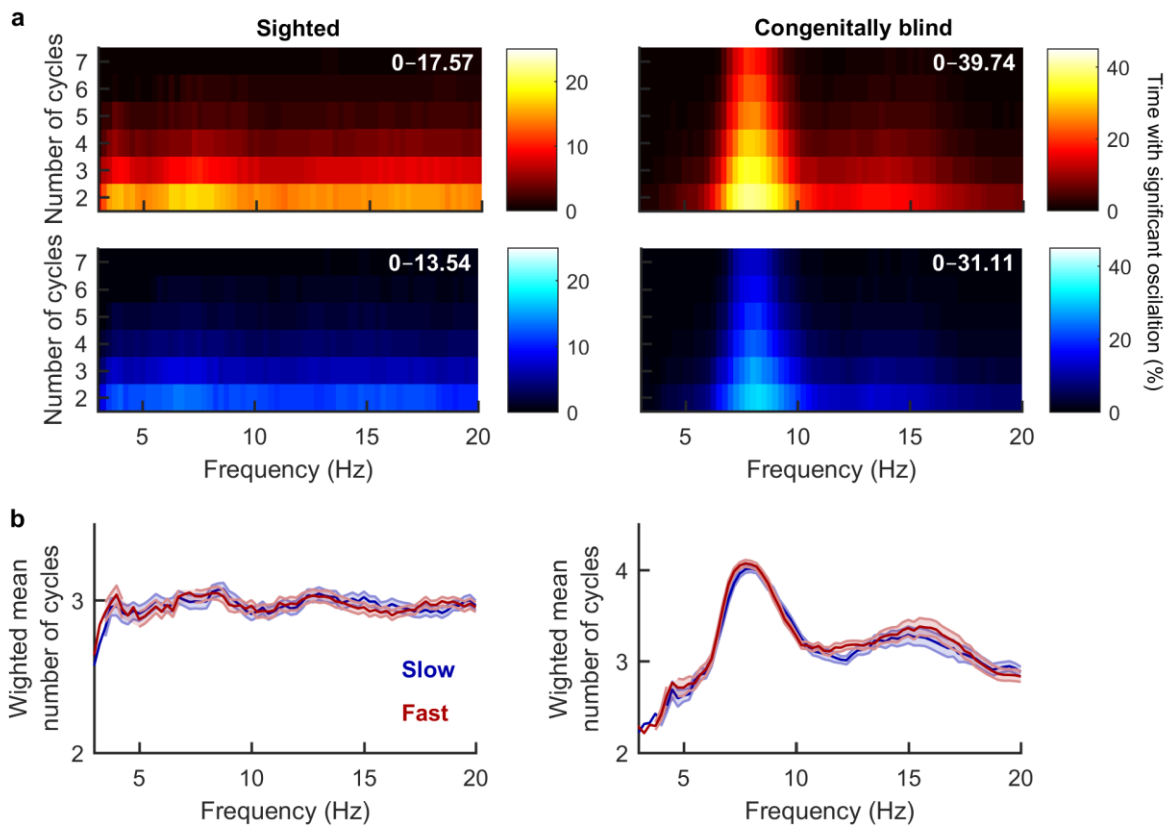 a
Sighted
Congenitally blind
Number of cycles
7
6
5
4
3
2
0–17.57
20
10
0
0–39.74
40
20
0
Time with significant oscilaltion (%)
Number of cycles
7
6
5
4
3
2
0–13.54
20
10
0
0–31.11
40
20
0
5 10 15 20
5 10 15 20
Frequency (Hz)
Frequency (Hz)
b
Wighted mean
number of cycles
3
2
Slow
Fast
5 10 15 20
Frequency (Hz)
Wighted mean
number of cycles
4
3
2
5 10 15 20
Frequency (Hz)